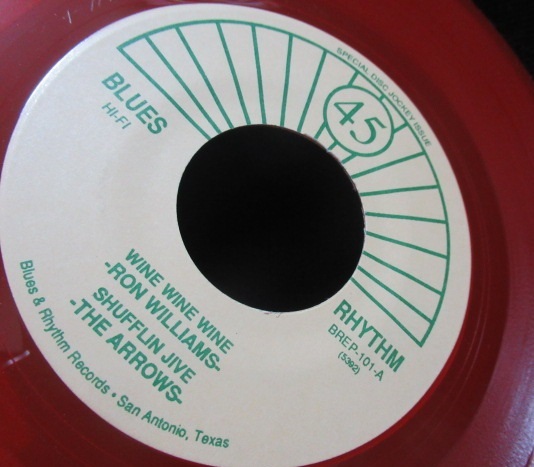 SPECIAL DISC JOCKEY ISSUE
45
BLUES
HI-FI
RHYTHM
BREP-101-A
(5392)
WINE WINE WINE
-RON WILLIAMS-
SHUFFLIN JIVE
-THE ARROWS-
Blues & Rhythm Records • San Antonio, Texas